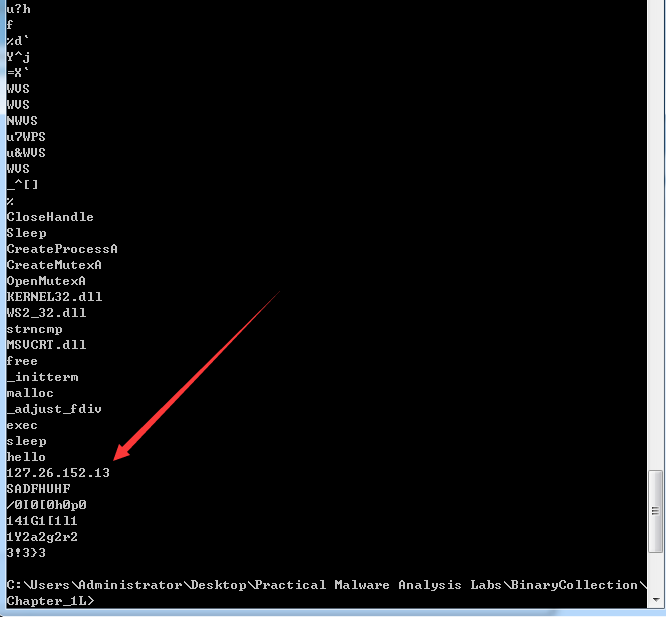 u?h
f
%d`
Y^j
=X`
WVS
WVS
NWVS
u7WPS
u&WVS
WVS
_^[]
%
CloseHandle
Sleep
CreateProcessA
CreateMutexA
OpenMutexA
KERNEL32.dll
WS2_32.dll
strncmp
MSVCRT.dll
free
_initterm
malloc
_adjust_fdiv
exec
sleep
hello
127.26.152.13
SADFHUHF
/0I0[0h0p0
141G1[1l1
1Y2a2g2r2
3!3}3
C:\Users\Administrator\Desktop\Practical Malware Analysis Labs\BinaryCollection\
Chapter_1L>